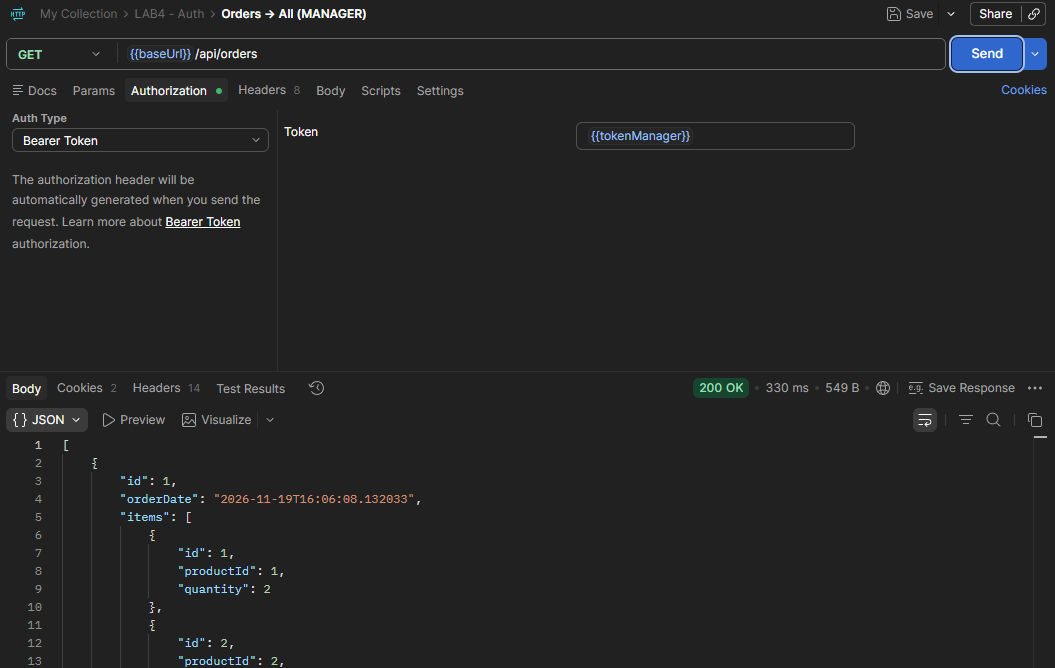 HTTP My Collection > LAB4 - Auth > Orders → All (MANAGER) Save Share
GET {{baseUrl}} /api/orders Send
Docs Params Authorization Headers 8 Body Scripts Settings Cookies
Auth Type
Bearer Token
Token {{tokenManager}}
The authorization header will be
automatically generated when you send the
request. Learn more about Bearer Token
authorization.
Body Cookies 2 Headers 14 Test Results 200 OK • 330 ms • 549 B e.g. Save Response
{} JSON Preview Visualize
1 [
2 {
3 "id": 1,
4 "orderDate": "2026-11-19T16:06:08.132033",
5 "items": [
6 {
7 "id": 1,
8 "productId": 1,
9 "quantity": 2
10 },
11 {
12 "id": 2,
13 "productId": 2,